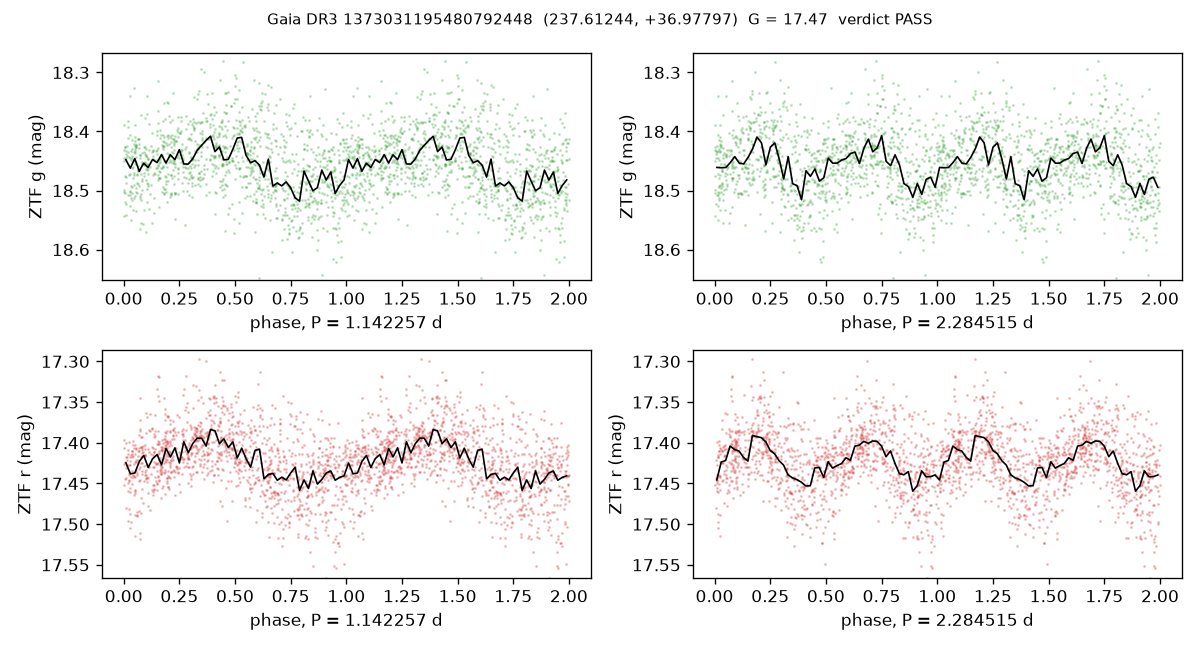 Gaia DR3 1373031195480792448 (237.61244, +36.97797) G = 17.47 verdict PASS
ZTF g (mag)
18.3
18.4
18.5
18.6
0.00 0.25 0.50 0.75 1.00 1.25 1.50 1.75 2.00
phase, P = 1.142257 d
ZTF g (mag)
18.3
18.4
18.5
18.6
0.00 0.25 0.50 0.75 1.00 1.25 1.50 1.75 2.00
phase, P = 2.284515 d
ZTF r (mag)
17.30
17.35
17.40
17.45
17.50
17.55
0.00 0.25 0.50 0.75 1.00 1.25 1.50 1.75 2.00
phase, P = 1.142257 d
ZTF r (mag)
17.30
17.35
17.40
17.45
17.50
17.55
0.00 0.25 0.50 0.75 1.00 1.25 1.50 1.75 2.00
phase, P = 2.284515 d